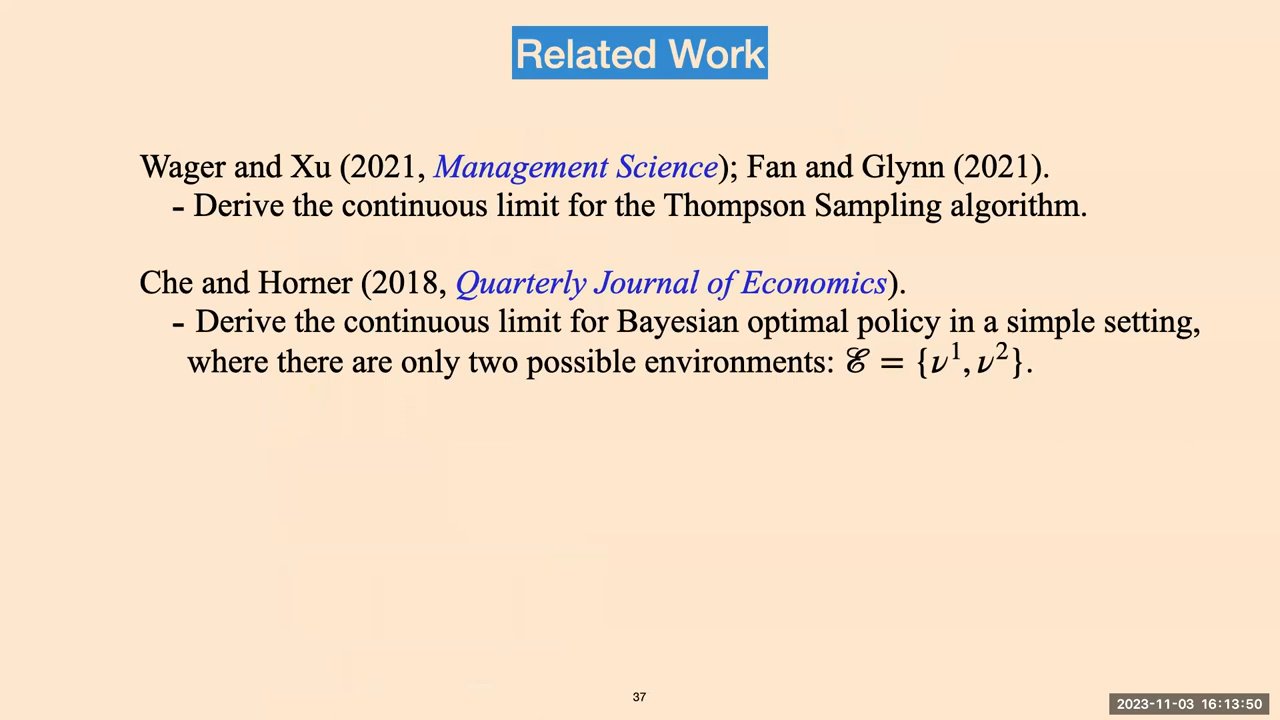 Related Work
Wager and Xu (2021, Management Science); Fan and Glynn (2021).
- Derive the continuous limit for the Thompson Sampling algorithm.
Che and Horner (2018, Quarterly Journal of Economics).
- Derive the continuous limit for Bayesian optimal policy in a simple setting,
where there are only two possible environments: ℰ = {ν¹, ν²}.
37
2023-11-03 16:13:50